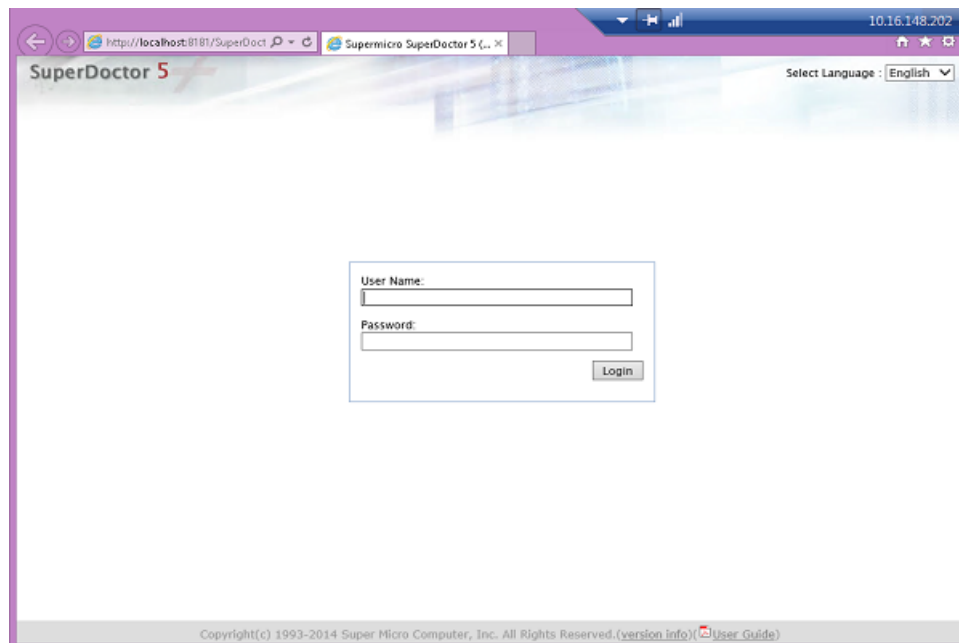 10.16.148.202
http://localhost:8181/SuperDoct
Supermicro SuperDoctor 5 (...
SuperDoctor 5
Select Language : English
User Name:
Password:
Login
Copyright(c) 1993-2014 Super Micro Computer, Inc. All Rights Reserved.(version info)(User Guide)